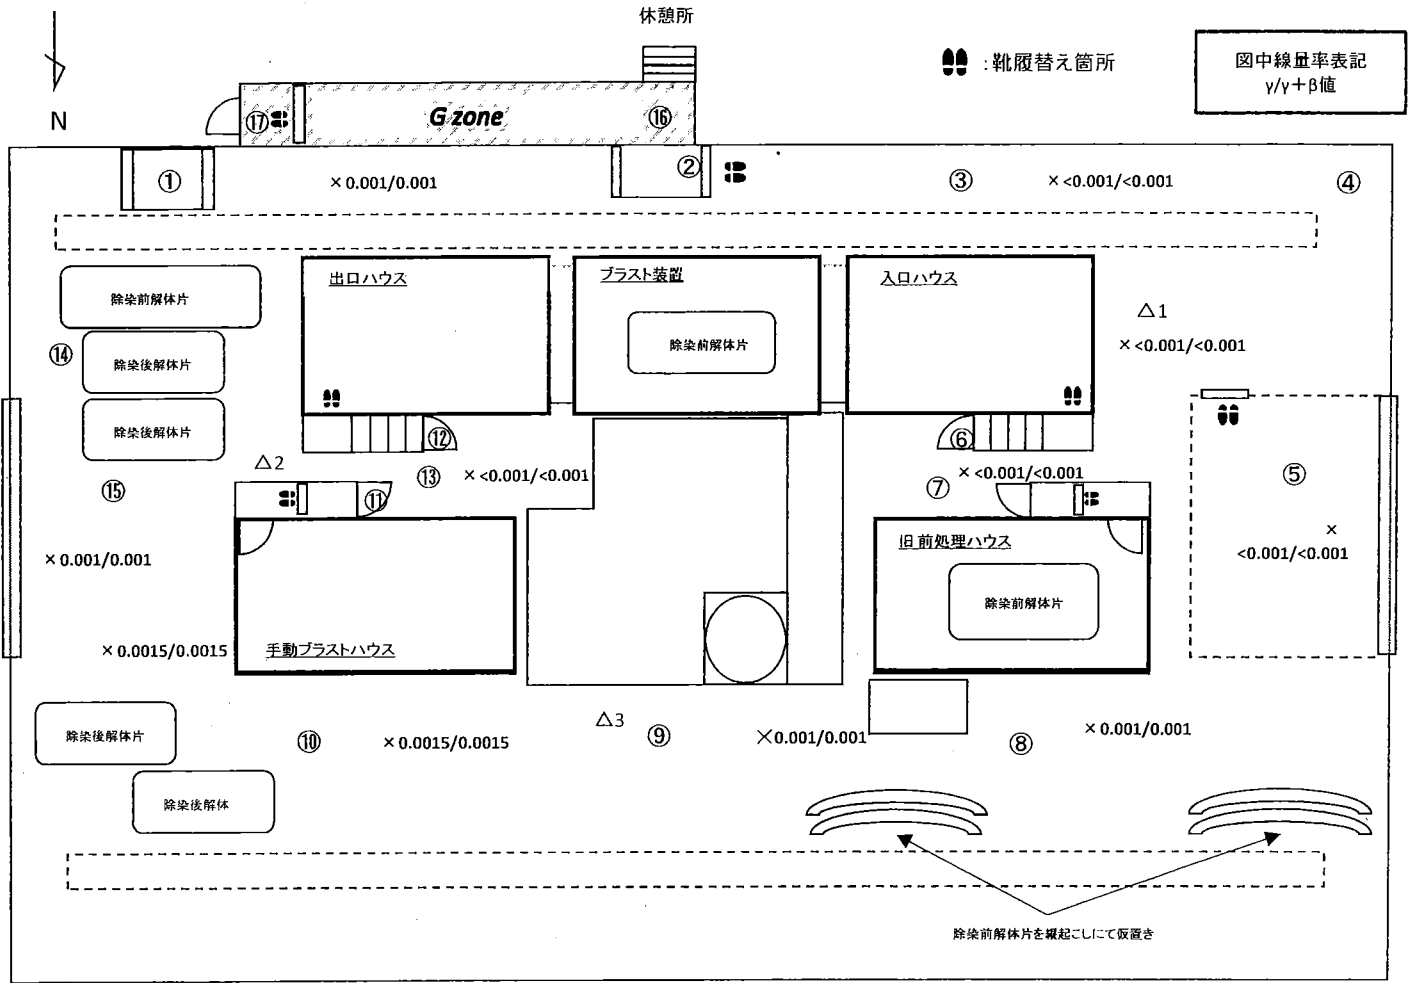 休憩所
:靴履替え箇所
図中線量率表記
γ/γ+β値
N
⑰
G zone
⑯
①
× 0.001/0.001
②
③
× <0.001/<0.001
④
出口ハウス
ブラスト装置
入口ハウス
除染前解体片
除染前解体片
△1
× <0.001/<0.001
⑭
除染後解体片
除染後解体片
⑫
⑥
△2
⑬
× <0.001/<0.001
× <0.001/<0.001
⑤
⑮
⑪
⑦
×
<0.001/<0.001
旧前処理ハウス
× 0.001/0.001
除染前解体片
× 0.0015/0.0015
手動ブラストハウス
除染後解体片
⑩
× 0.0015/0.0015
△3
⑨
×0.001/0.001
⑧
× 0.001/0.001
除染後解体
除染前解体片を縦起こしにて仮置き